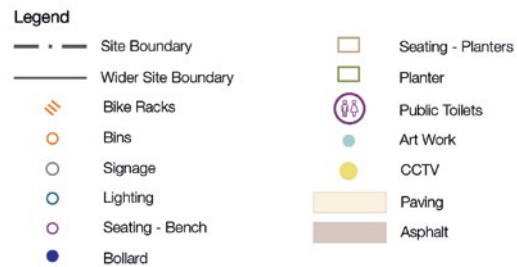 Legend
Site Boundary
Wider Site Boundary
Bike Racks
Bins
Signage
Lighting
Seating - Bench
Bollard
Seating - Planters
Planter
Public Toilets
Art Work
CCTV
Paving
Asphalt